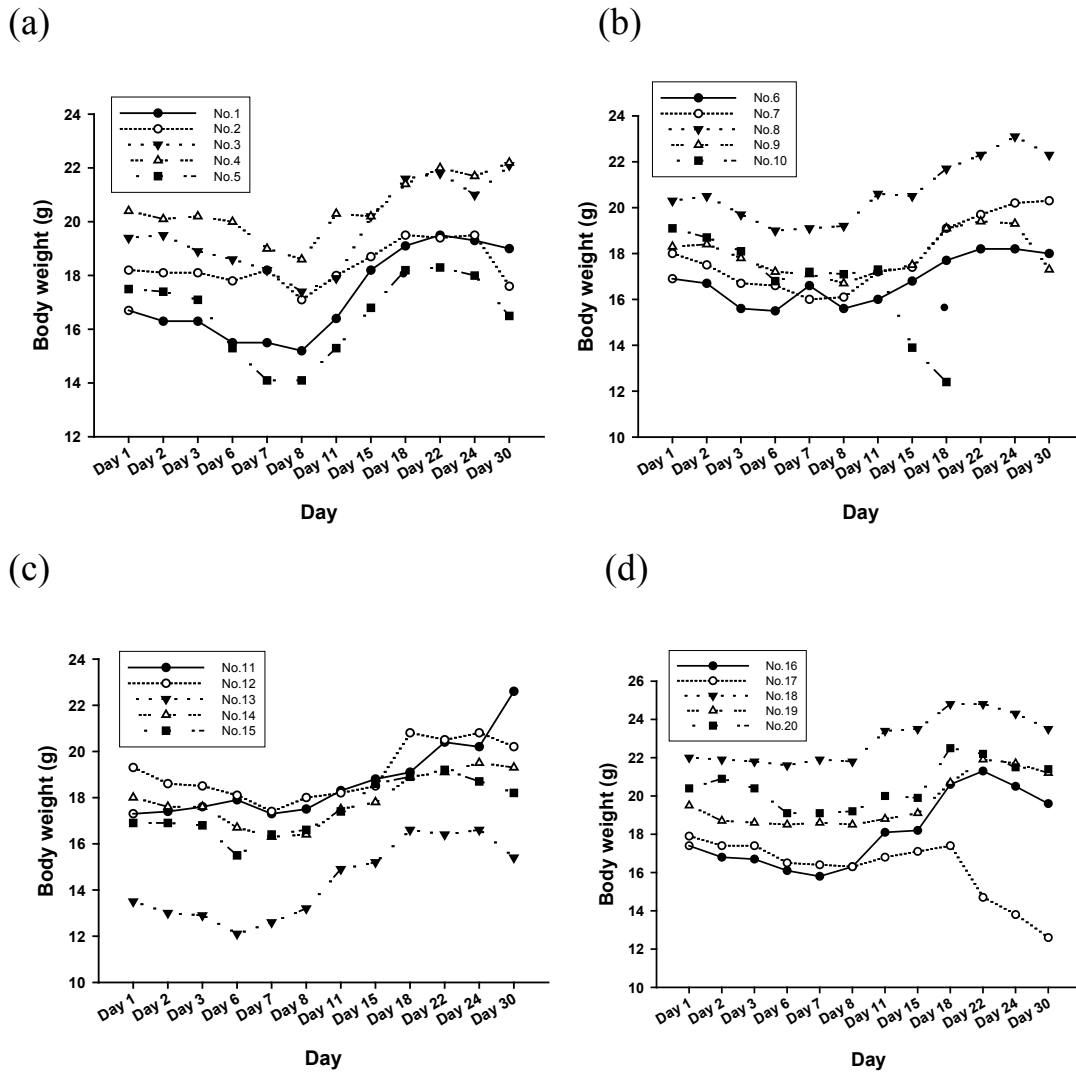 (a)
No.1
No.2
No.3
No.4
No.5
24
22
20
18
16
14
12
Body weight (g)
Day 1 Day 2 Day 3 Day 6 Day 7 Day 8 Day 11 Day 15 Day 18 Day 22 Day 24 Day 30
Day
(b)
No.6
No.7
No.8
No.9
No.10
24
22
20
18
16
14
12
10
Body weight (g)
Day 1 Day 2 Day 3 Day 6 Day 7 Day 8 Day 11 Day 15 Day 18 Day 22 Day 24 Day 30
Day
(c)
No.11
No.12
No.13
No.14
No.15
24
22
20
18
16
14
12
10
Body weight (g)
Day 1 Day 2 Day 3 Day 6 Day 7 Day 8 Day 11 Day 15 Day 18 Day 22 Day 24 Day 30
Day
(d)
No.16
No.17
No.18
No.19
No.20
26
24
22
20
18
16
14
12
10
Body weight (g)
Day 1 Day 2 Day 3 Day 6 Day 7 Day 8 Day 11 Day 15 Day 18 Day 22 Day 24 Day 30
Day